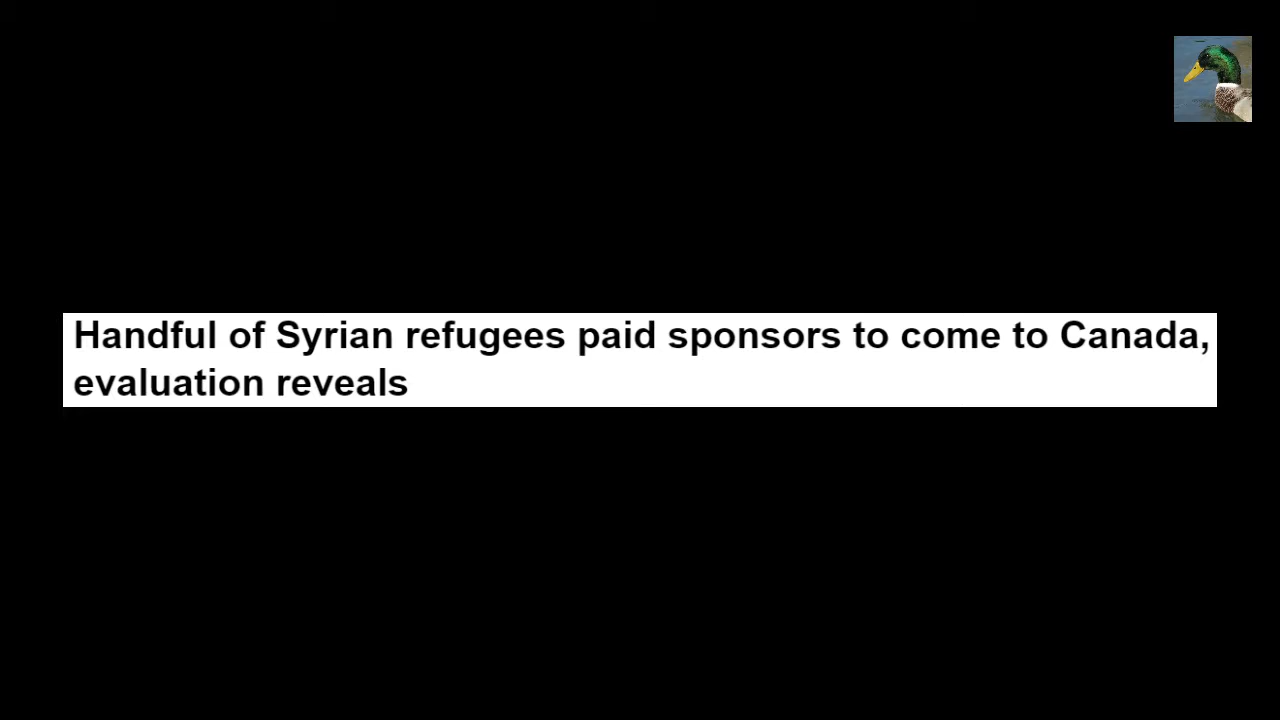 Handful of Syrian refugees paid sponsors to come to Canada,
evaluation reveals